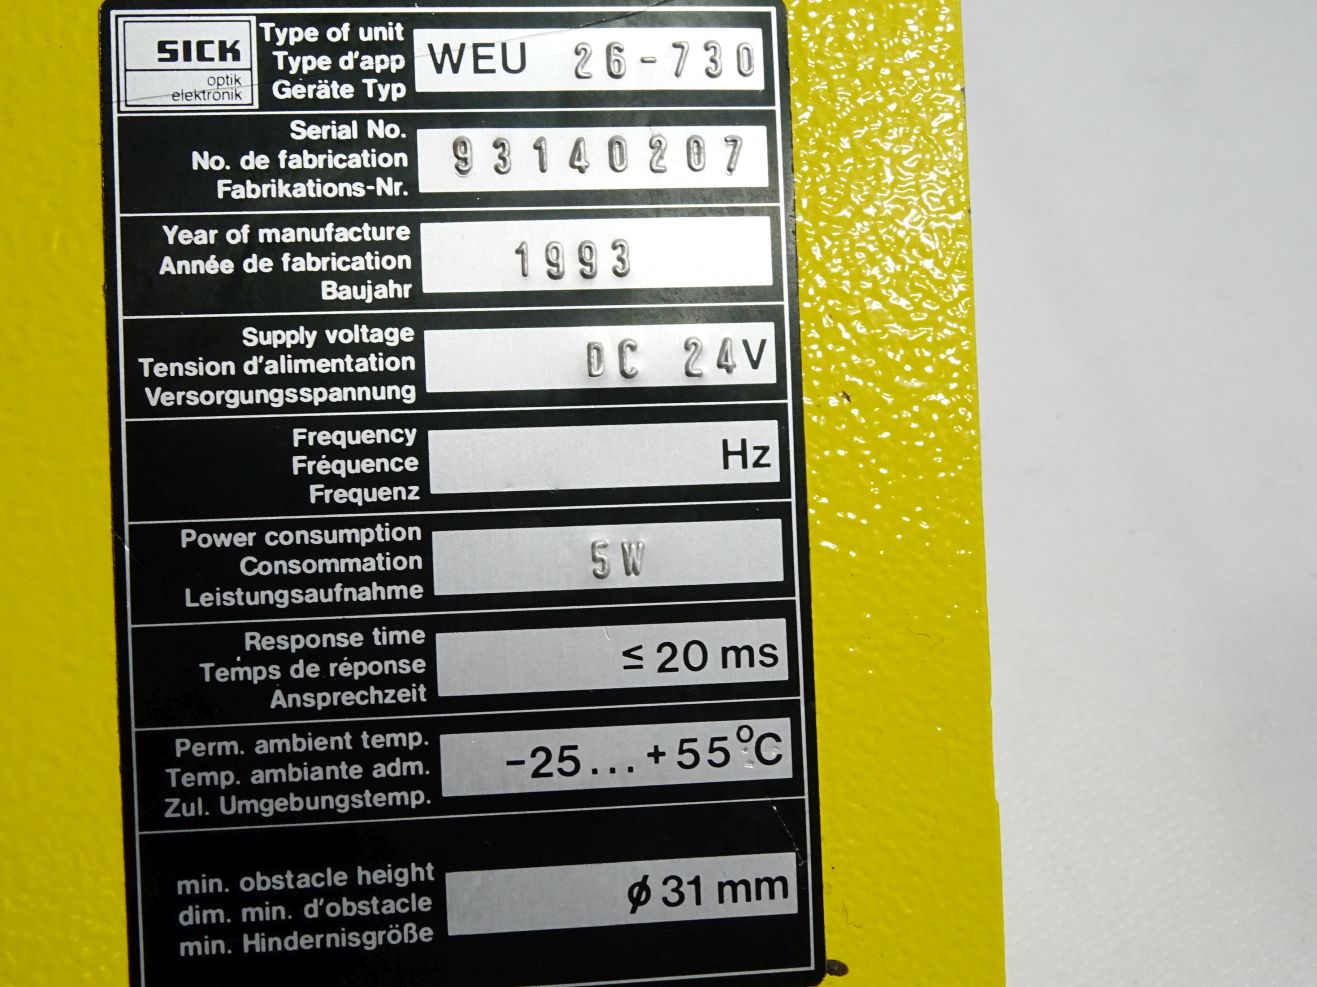 SICK
optik
elektronik
Type of unit
Type d'app
Geräte Typ
WEU 26-730
Serial No.
No. de fabrication
Fabrikations-Nr.
93140207
Year of manufacture
Année de fabrication
Baujahr
1993
Supply voltage
Tension d'alimentation
Versorgungsspannung
DC 24V
Frequency
Fréquence
Frequenz
Hz
Power consumption
Consommation
Leistungsaufnahme
5W
Response time
Temps de réponse
Ansprechzeit
≤ 20 ms
Perm. ambient temp.
Temp. ambiante adm.
Zul. Umgebungstemp.
-25...+55°C
min. obstacle height
dim. min. d'obstacle
min. Hindernisgröße
ϕ 31 mm